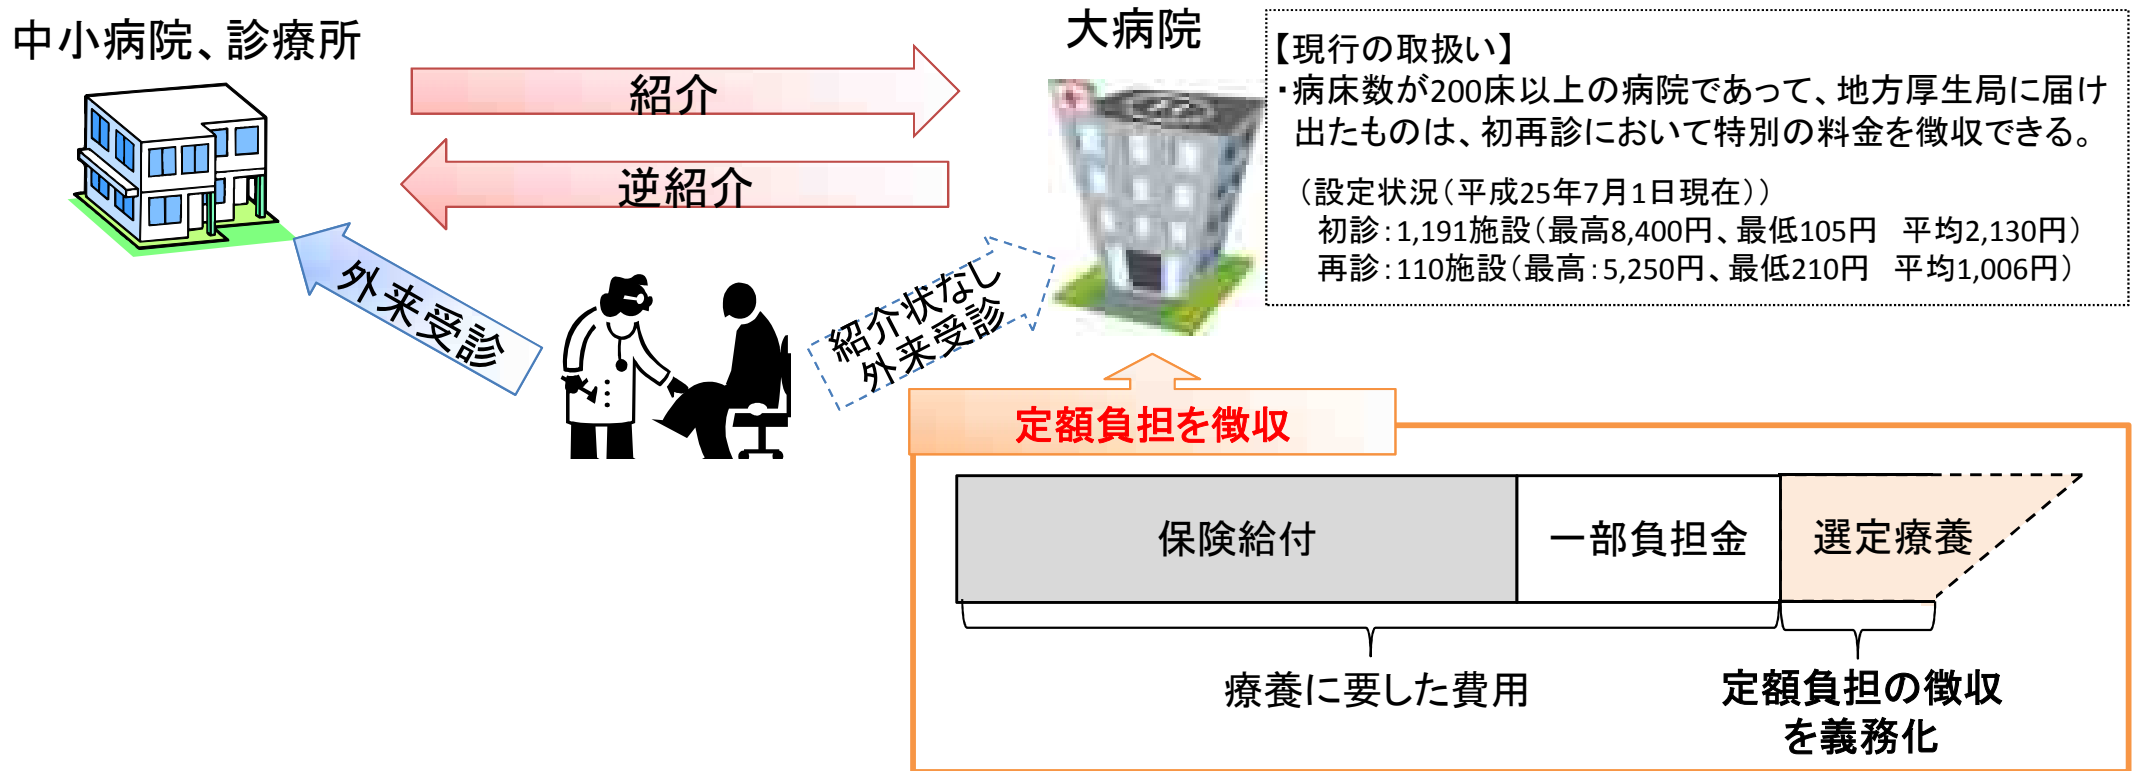 中小病院、診療所
大病院
紹介
逆紹介
外来受診
紹介状なし
外来受診
【現行の取扱い】
・病床数が200床以上の病院であって、地方厚生局に届け
出たものは、初再診において特別の料金を徴収できる。
（設定状況（平成25年7月1日現在））
初診：1,191施設（最高8,400円、最低105円　平均2,130円）
再診：110施設（最高：5,250円、最低210円　平均1,006円）
定額負担を徴収
保険給付
一部負担金
選定療養
療養に要した費用
定額負担の徴収
を義務化